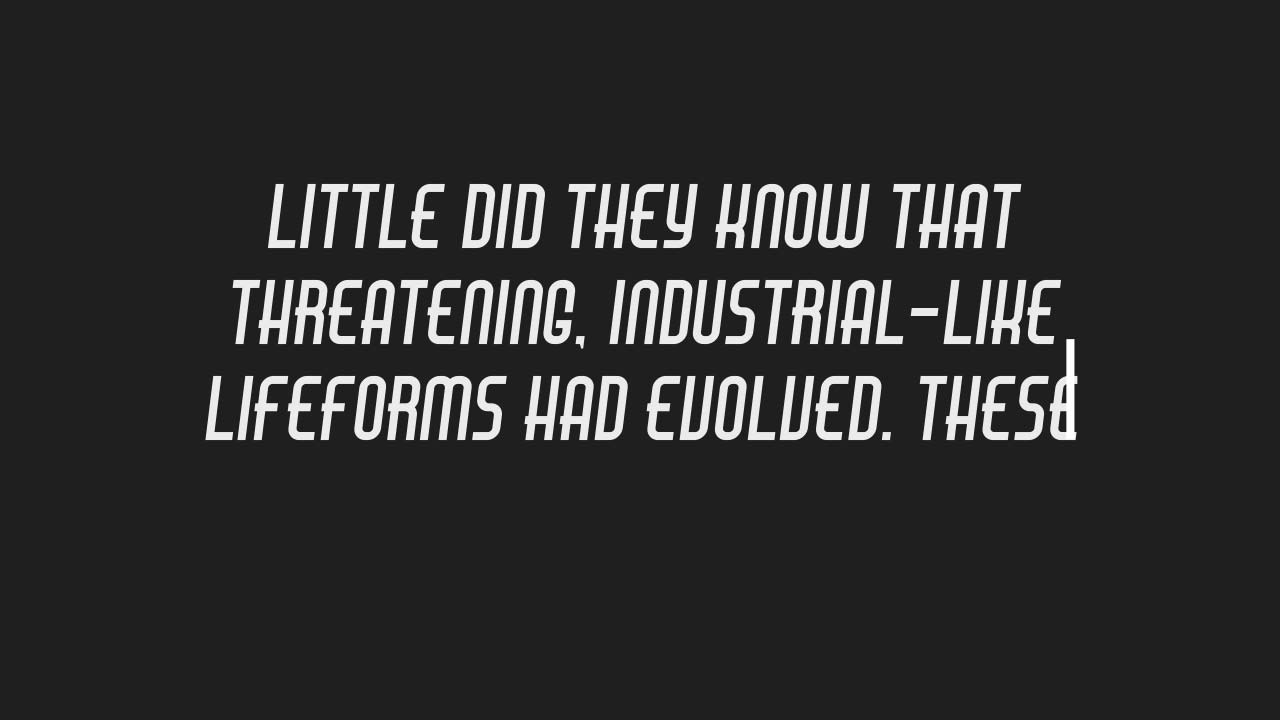 LITTLE DID THEY KNOW THAT
THREATENING, INDUSTRIAL-LIKE
LIFEFORMS HAD EVOLVED. THESE